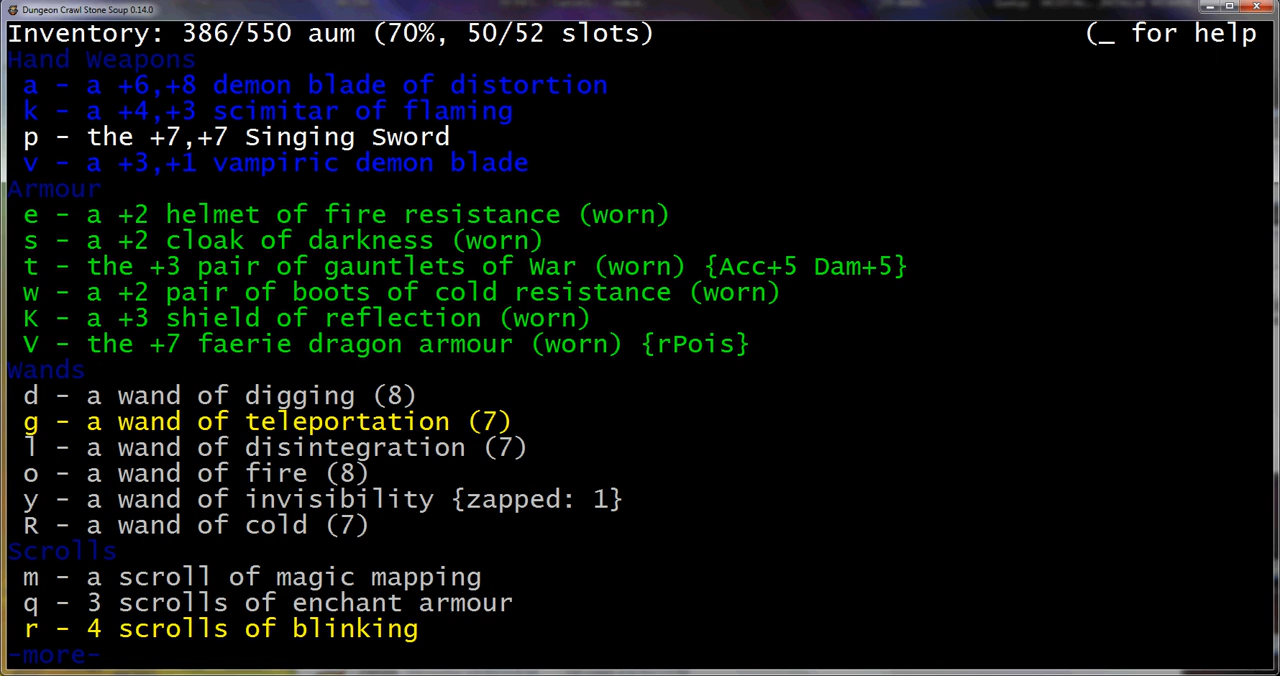 Dungeon Crawl Stone Soup 0.14.0
Inventory: 386/550 aum (70%, 50/52 slots) (_ for help
Hand Weapons
a - a +6,+8 demon blade of distortion
k - a +4,+3 scimitar of flaming
p - the +7,+7 Singing Sword
v - a +3,+1 vampiric demon blade
Armour
e - a +2 helmet of fire resistance (worn)
s - a +2 cloak of darkness (worn)
t - the +3 pair of gauntlets of War (worn) {Acc+5 Dam+5}
w - a +2 pair of boots of cold resistance (worn)
K - a +3 shield of reflection (worn)
V - the +7 faerie dragon armour (worn) {rPois}
Wands
d - a wand of digging (8)
g - a wand of teleportation (7)
l - a wand of disintegration (7)
o - a wand of fire (8)
y - a wand of invisibility {zapped: 1}
R - a wand of cold (7)
Scrolls
m - a scroll of magic mapping
q - 3 scrolls of enchant armour
r - 4 scrolls of blinking
-more-